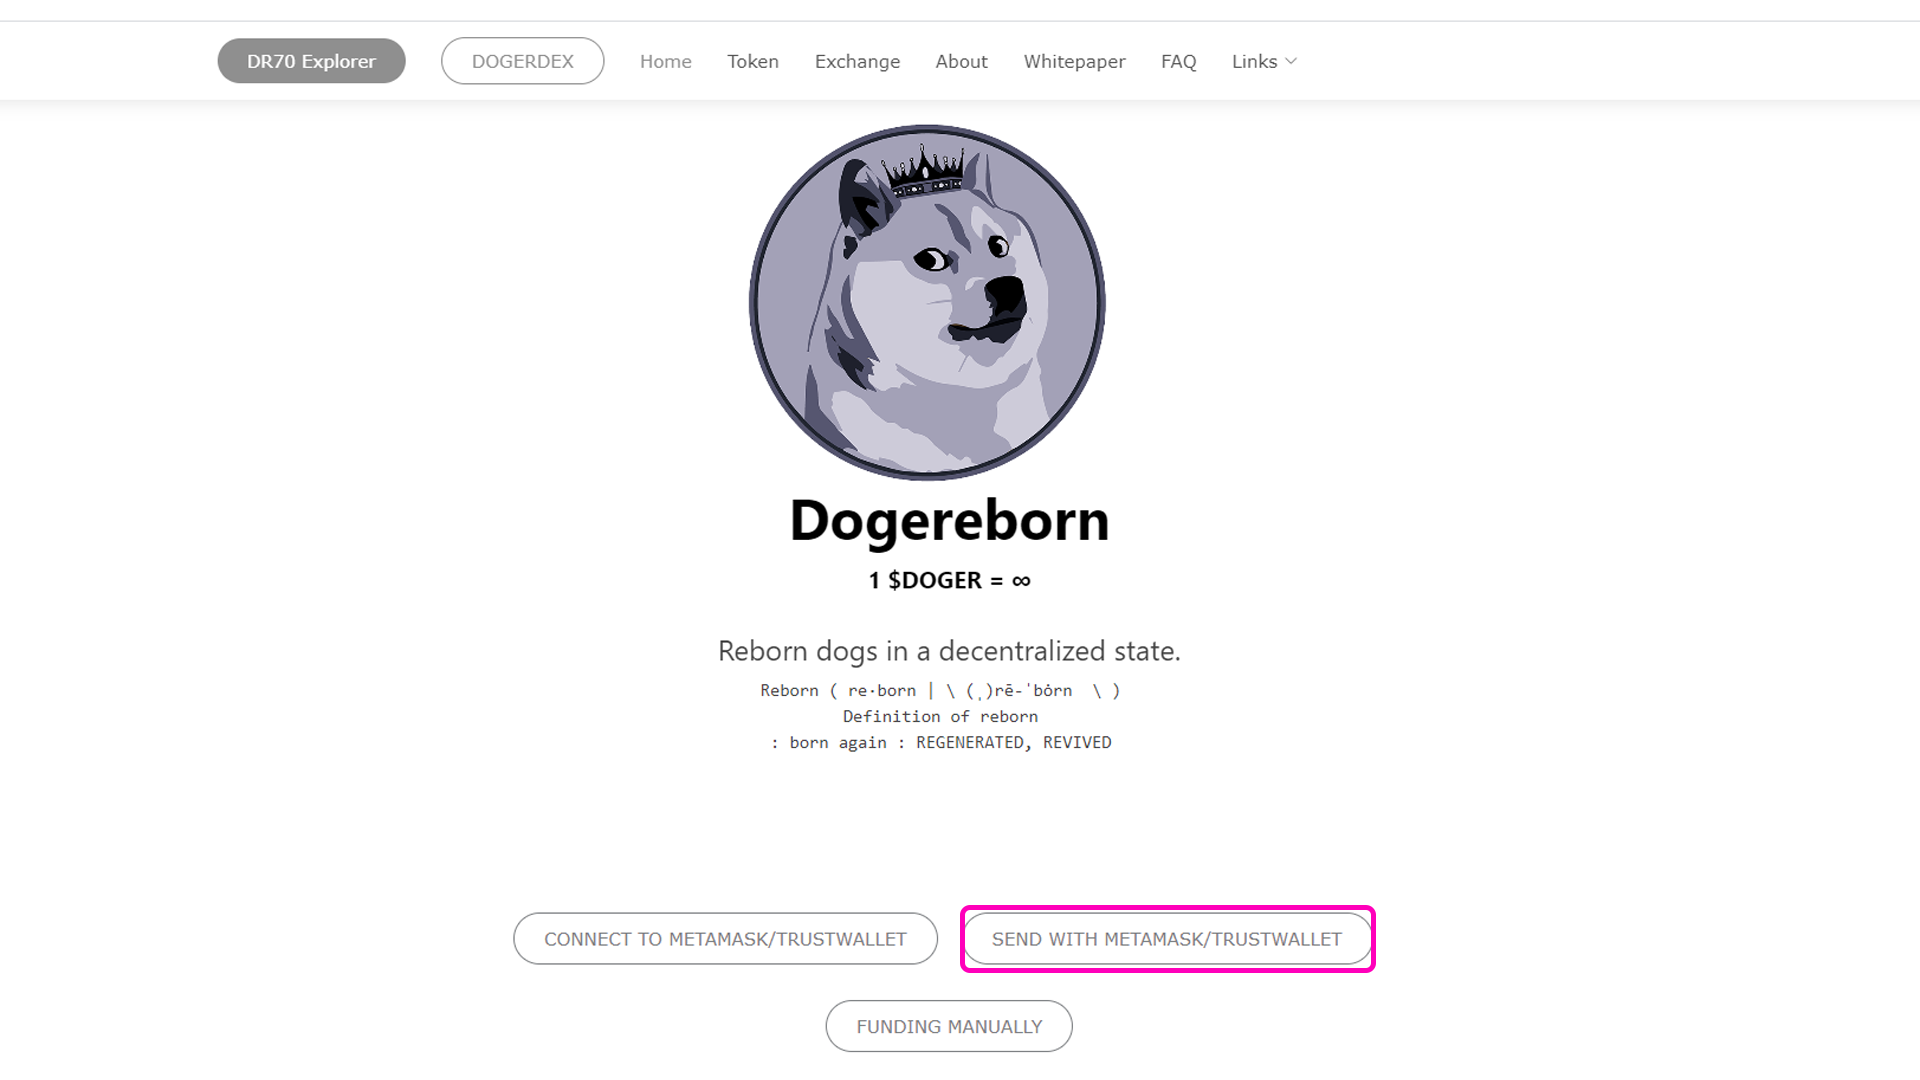 DR70 Explorer DOGERDEX Home Token Exchange About Whitepaper FAQ Links
Dogereborn
1 $DOGER = ∞
Reborn dogs in a decentralized state.
Reborn ( re·born | \ (ˌ)rē-ˈbȯrn  \ )
Definition of reborn
: born again : REGENERATED, REVIVED
CONNECT TO METAMASK/TRUSTWALLET SEND WITH METAMASK/TRUSTWALLET
FUNDING MANUALLY